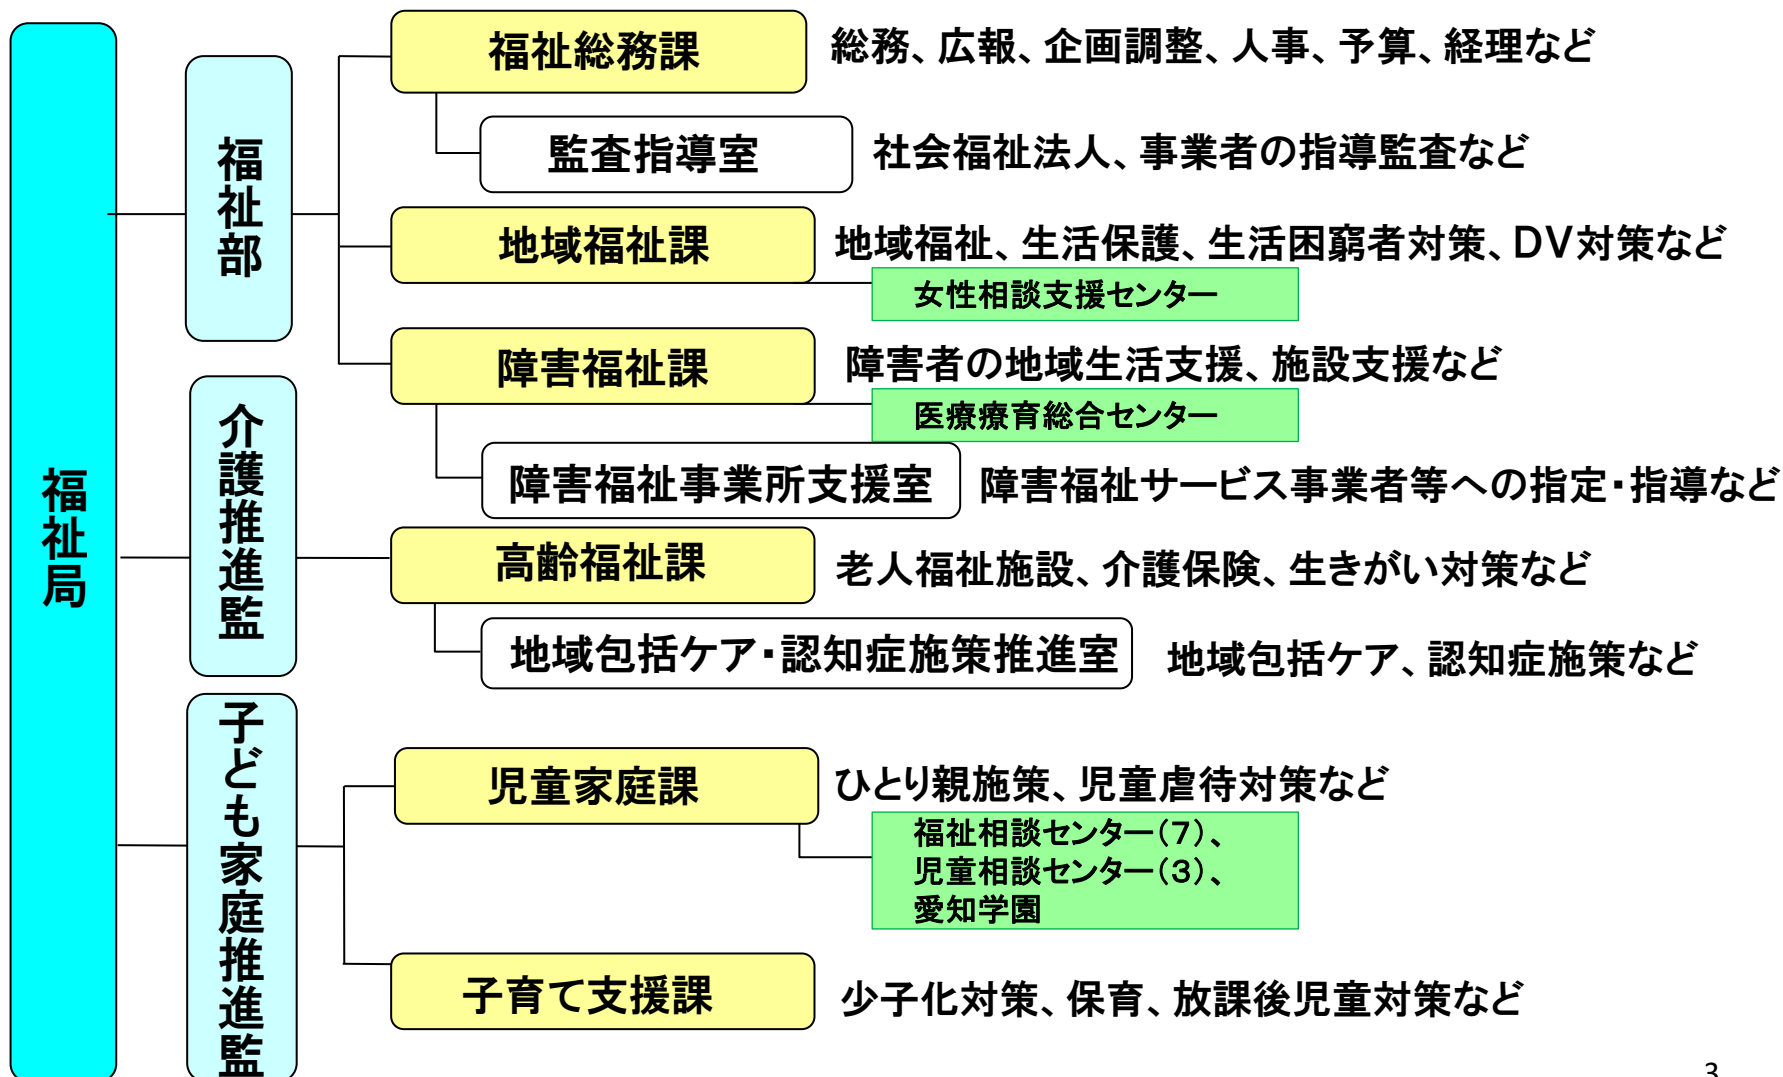 福祉局
福祉部
福祉総務課
総務、広報、企画調整、人事、予算、経理など
監査指導室
社会福祉法人、事業者の指導監査など
地域福祉課
地域福祉、生活保護、生活困窮者対策、DV対策など
女性相談支援センター
障害福祉課
障害者の地域生活支援、施設支援など
医療療育総合センター
障害福祉事業所支援室
障害福祉サービス事業者等への指定・指導など
介護推進監
高齢福祉課
老人福祉施設、介護保険、生きがい対策など
地域包括ケア・認知症施策推進室
地域包括ケア、認知症施策など
子ども家庭推進監
児童家庭課
ひとり親施策、児童虐待対策など
福祉相談センター(7)、
児童相談センター(3)、
愛知学園
子育て支援課
少子化対策、保育、放課後児童対策など
3